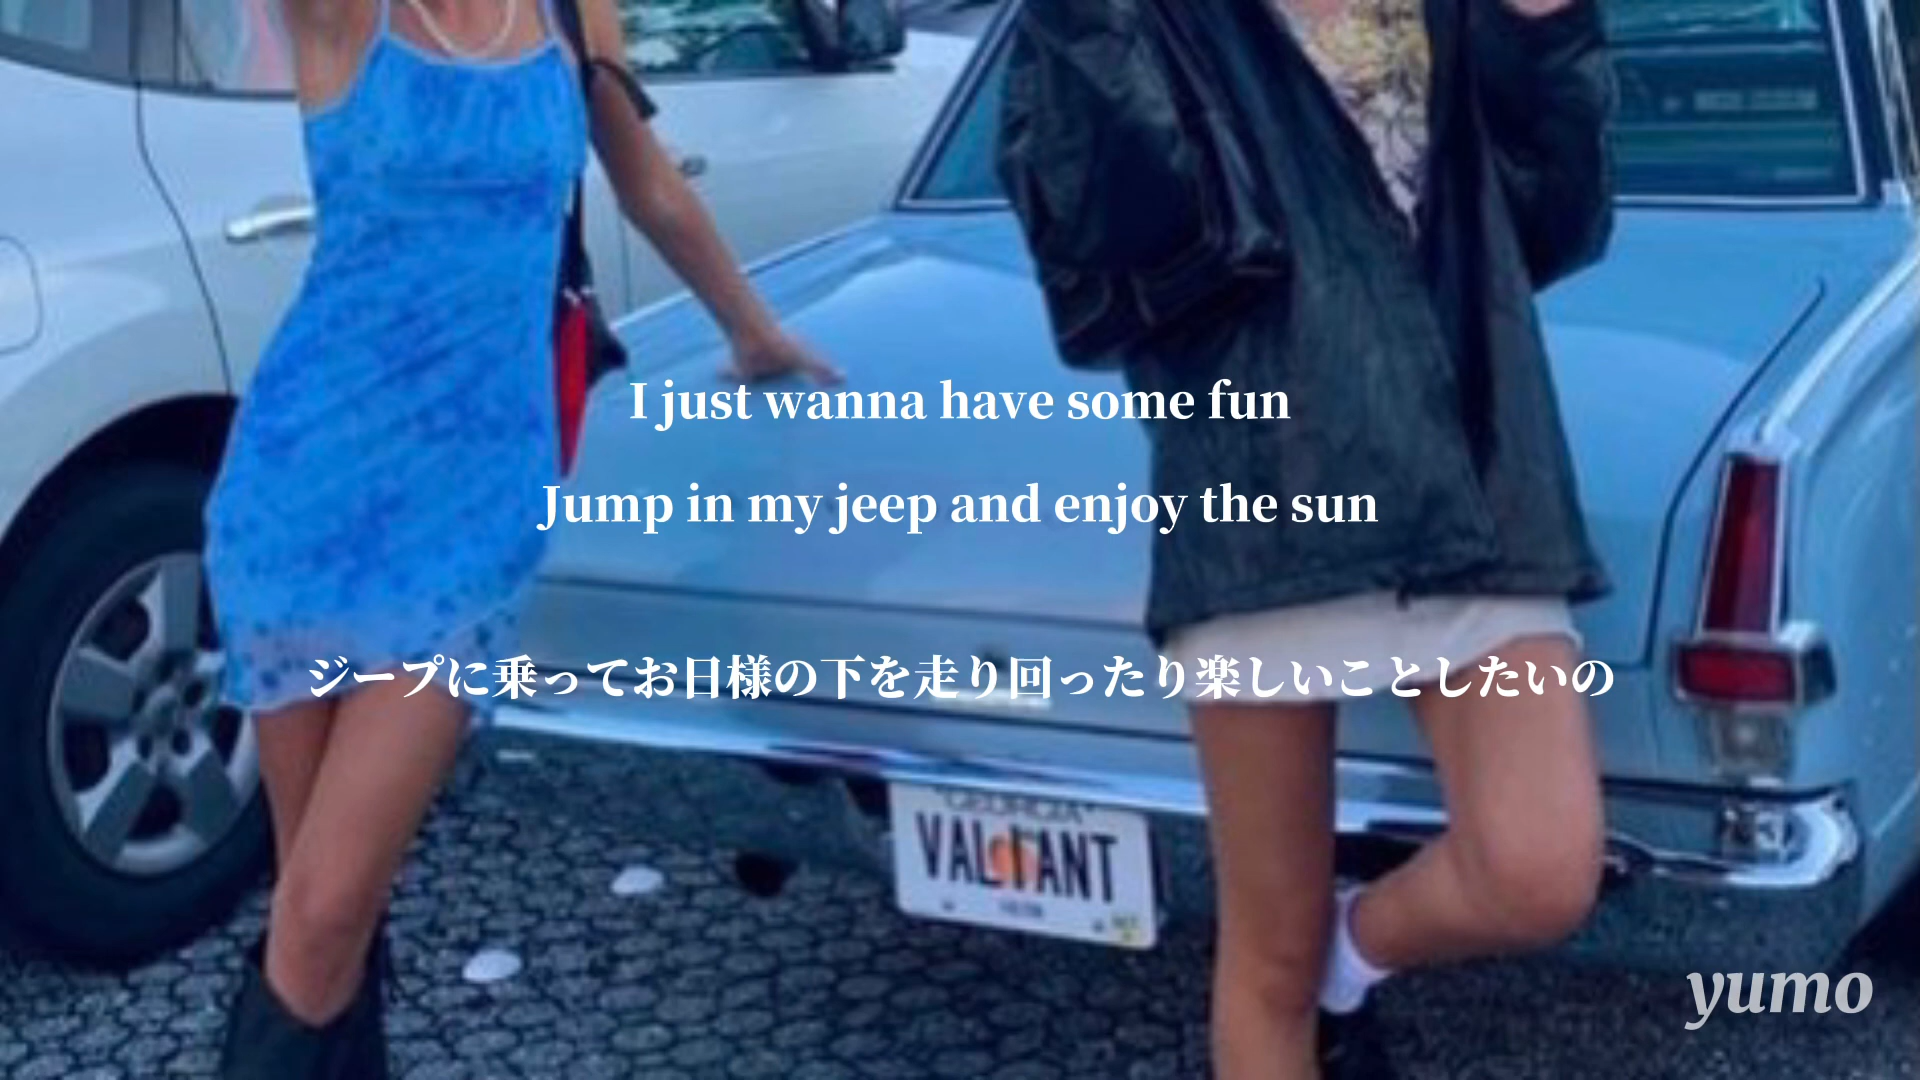 I just wanna have some fun
Jump in my jeep and enjoy the sun
ジープに乗ってお日様の下を走り回ったり楽しいことしたいの
GEORGIA
VALIANT
yumo